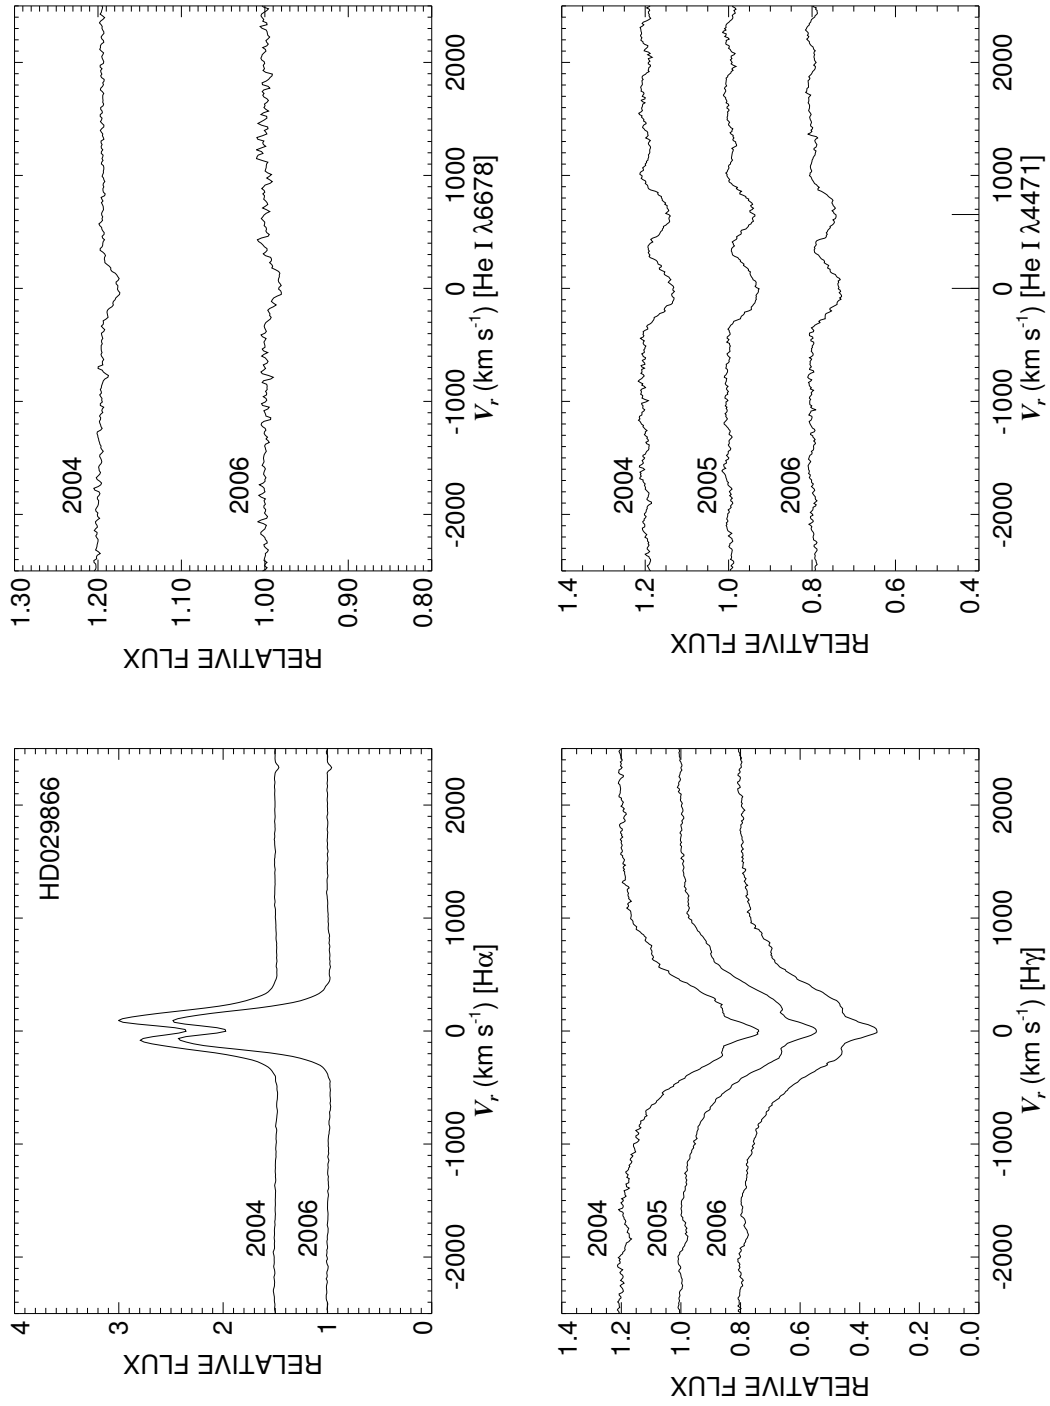 HD029866
2004
2006
4
3
2
1
0
RELATIVE FLUX
-2000 -1000 0 1000 2000
V_r (km s⁻¹) [Hα]
2004
2006
1.30
1.20
1.10
1.00
0.90
0.80
RELATIVE FLUX
-2000 -1000 0 1000 2000
V_r (km s⁻¹) [He I λ6678]
2004
2005
2006
1.4
1.2
1.0
0.8
0.6
0.4
0.2
0.0
RELATIVE FLUX
-2000 -1000 0 1000 2000
V_r (km s⁻¹) [Hγ]
2004
2005
2006
1.4
1.2
1.0
0.8
0.6
0.4
RELATIVE FLUX
-2000 -1000 0 1000 2000
V_r (km s⁻¹) [He I λ4471]